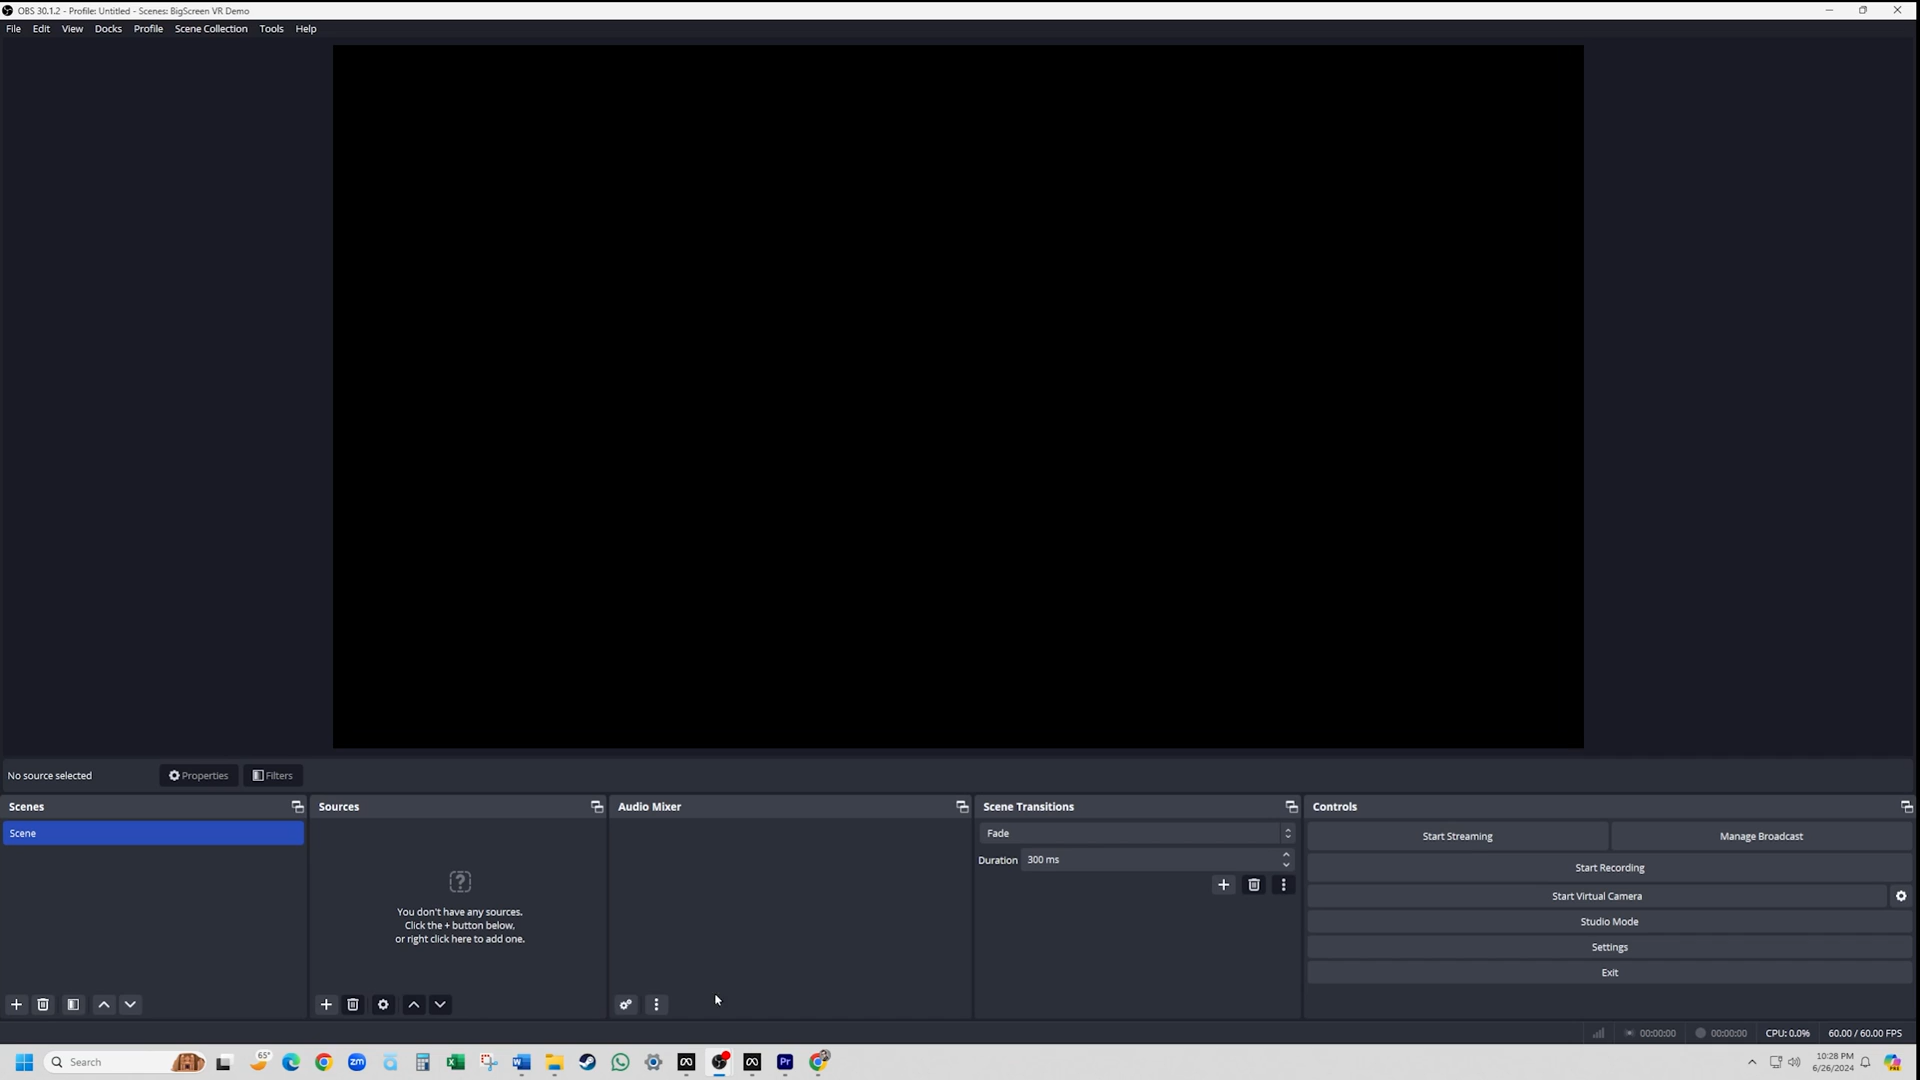 OBS 30.1.2 - Profile: Untitled - Scenes: BigScreen VR Demo
File Edit View Docks Profile Scene Collection Tools Help
No source selected Properties Filters
Scenes
Scene
Sources
You don't have any sources.
Click the + button below,
or right click here to add one.
Audio Mixer
Scene Transitions
Fade
Duration 300 ms
Controls
Start Streaming Manage Broadcast
Start Recording
Start Virtual Camera
Studio Mode
Settings
Exit
00:00:00 00:00:00 CPU: 0.0% 60.00 / 60.00 FPS
Search 65° zm Pr 10:28 PM
6/26/2024